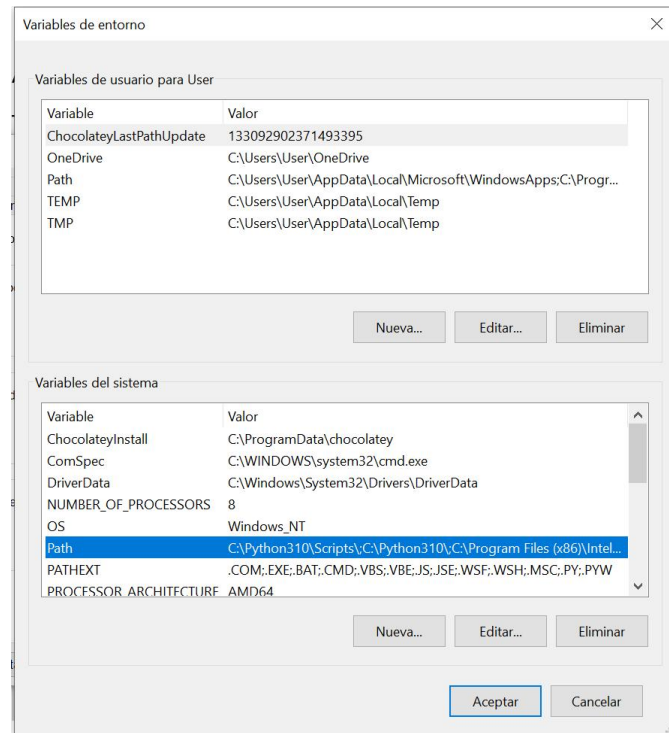 Variables de entorno
Variables de usuario para User
Variable Valor
ChocolateyLastPathUpdate 133092902371493395
OneDrive C:\Users\User\OneDrive
Path C:\Users\User\AppData\Local\Microsoft\WindowsApps;C:\Progr...
TEMP C:\Users\User\AppData\Local\Temp
TMP C:\Users\User\AppData\Local\Temp
Nueva... Editar... Eliminar
Variables del sistema
Variable Valor
ChocolateyInstall C:\ProgramData\chocolatey
ComSpec C:\WINDOWS\system32\cmd.exe
DriverData C:\Windows\System32\Drivers\DriverData
NUMBER_OF_PROCESSORS 8
OS Windows_NT
Path C:\Python310\Scripts\;C:\Python310\;C:\Program Files (x86)\Intel...
PATHEXT .COM;.EXE;.BAT;.CMD;.VBS;.VBE;.JS;.JSE;.WSF;.WSH;.MSC;.PY;.PYW
PROCESSOR_ARCHITECTURE AMD64
Nueva... Editar... Eliminar
Aceptar Cancelar